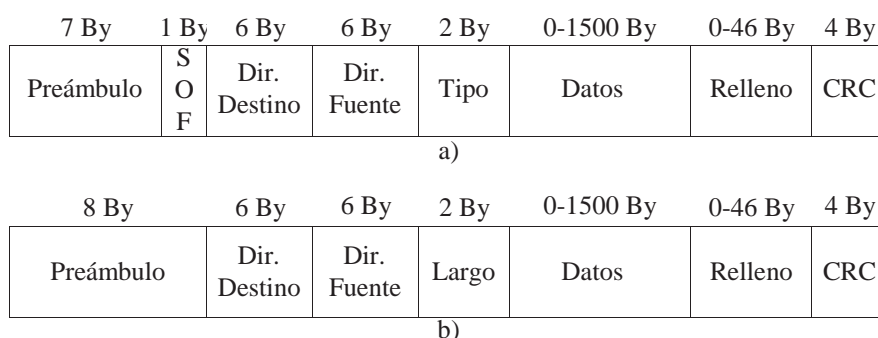 7 By 1 By 6 By 6 By 2 By 0-1500 By 0-46 By 4 By
Preámbulo
S
O
F
Dir.
Destino
Dir.
Fuente
Tipo
Datos
Relleno
CRC
a)
8 By 6 By 6 By 2 By 0-1500 By 0-46 By 4 By
Preámbulo
Dir.
Destino
Dir.
Fuente
Largo
Datos
Relleno
CRC
b)